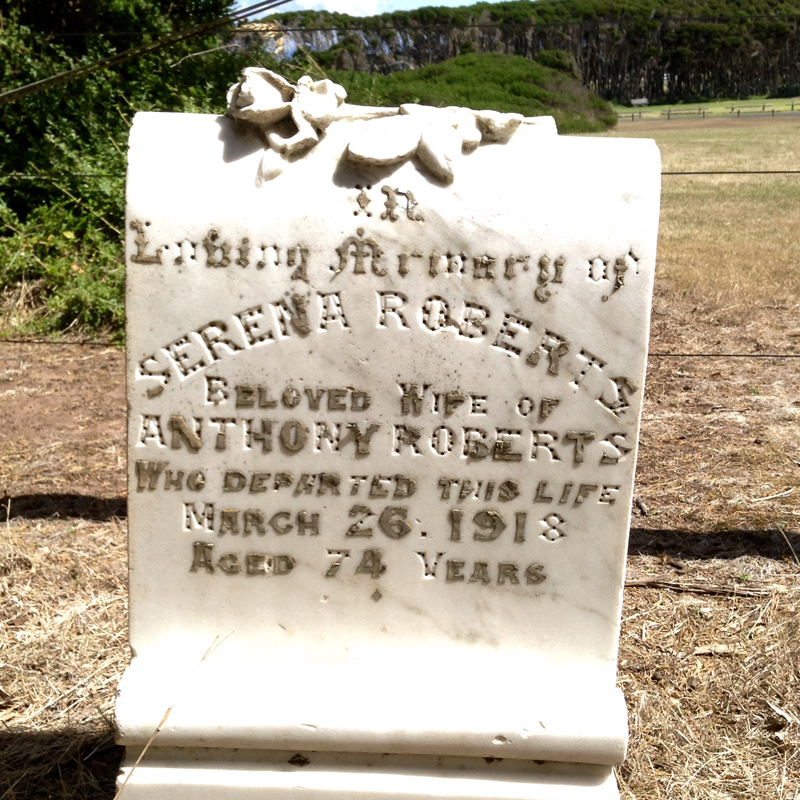 In
Loving Memory of
SERENA ROBERTS
BELOVED WIFE OF
ANTHONY ROBERTS
WHO DEPARTED THIS LIFE
MARCH 26. 1918
AGED 74 YEARS